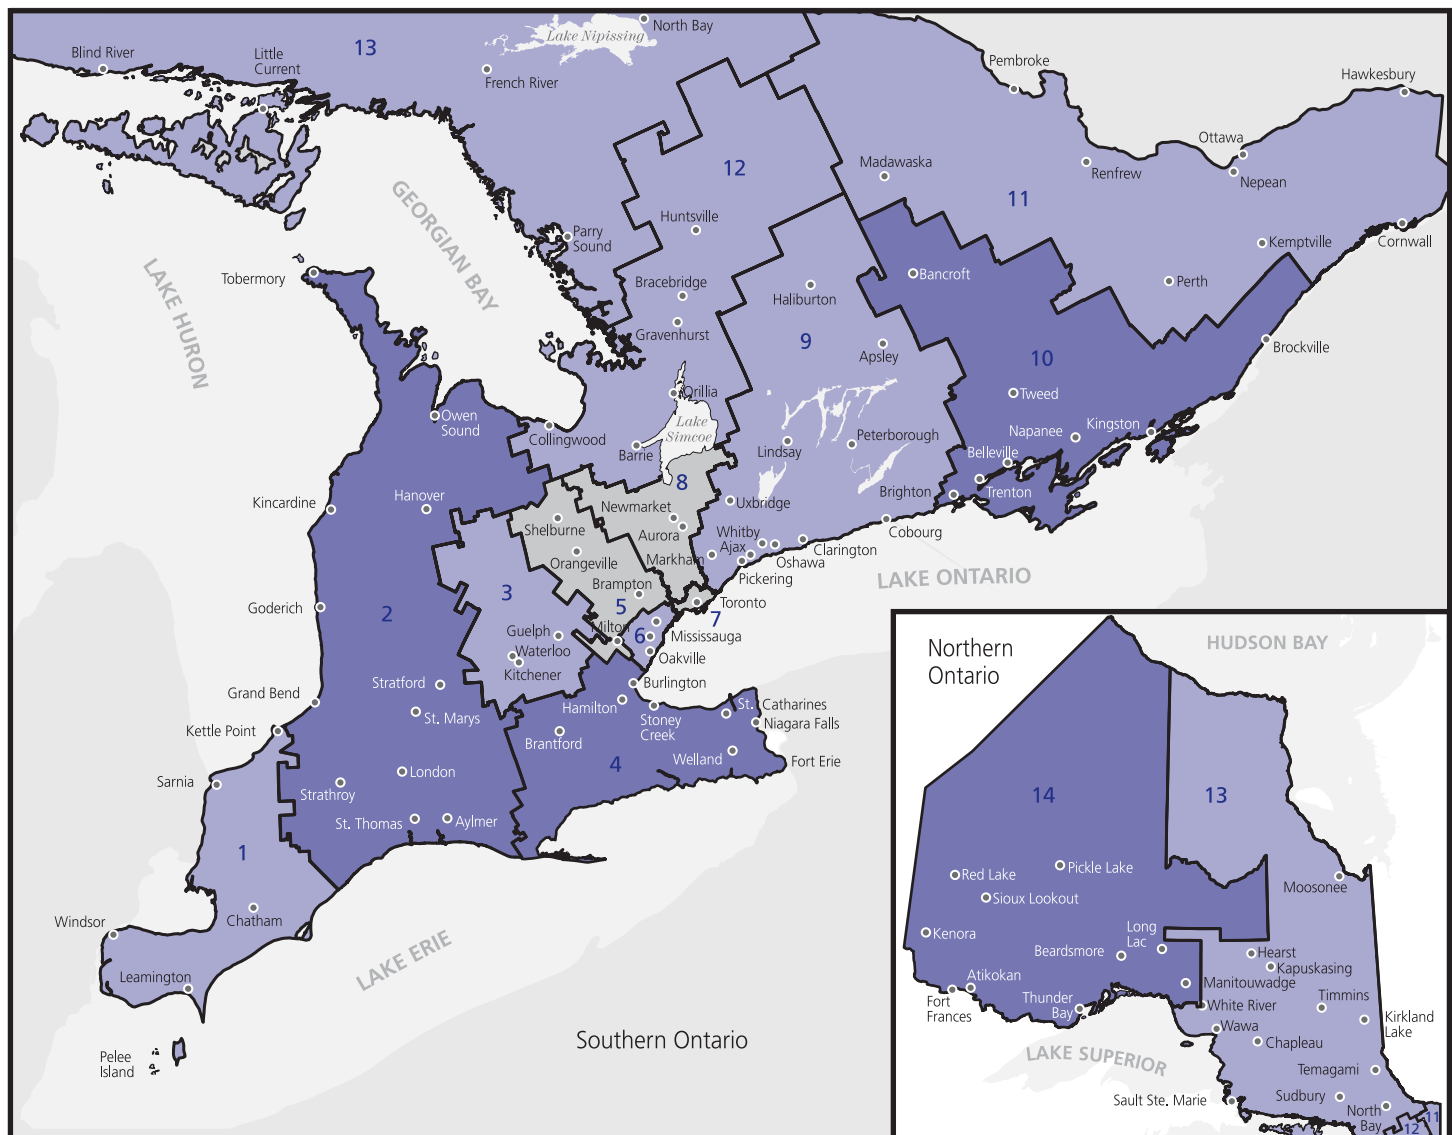 13
Lake Nipissing
North Bay
Blind River
Little
Current
French River
Pembroke
Hawkesbury
Ottawa
Nepean
Renfrew
Madawaska
12
11
GEORGIAN BAY
Huntsville
Parry
Sound
Kemptville
Cornwall
LAKE HURON
Tobermory
Bracebridge
Haliburton
Bancroft
Perth
Gravenhurst
9
Apsley
10
Brockville
Orillia
Tweed
Owen
Sound
Collingwood
Lake
Simcoe
Barrie
Lindsay
Peterborough
Napanee
Kingston
Belleville
8
Brighton
Trenton
Kincardine
Hanover
Newmarket
Uxbridge
Shelburne
Aurora
Whitby
Ajax
Cobourg
Clarington
Orangeville
Markham
Oshawa
Pickering
LAKE ONTARIO
Brampton
3
5
Toronto
7
Goderich
2
Guelph
Milton
6
Mississauga
Waterloo
Oakville
Kitchener
Stratford
Burlington
Grand Bend
Hamilton
St. Catharines
St. Marys
Stoney
Creek
Niagara Falls
Kettle Point
Brantford
Welland
Fort Erie
4
London
Sarnia
Strathroy
St. Thomas
Aylmer
1
Chatham
Windsor
LAKE ERIE
Leamington
Pelee
Island
Southern Ontario
Northern
Ontario
HUDSON BAY
14
13
Red Lake
Pickle Lake
Moosonee
Sioux Lookout
Kenora
Long
Lac
Beardsmore
Hearst
Kapuskasing
Atikokan
Manitouwadge
Fort
Frances
Thunder
Bay
White River
Timmins
Kirkland
Lake
Wawa
Chapleau
LAKE SUPERIOR
Temagami
Sault Ste. Marie
Sudbury
North
Bay
11
12